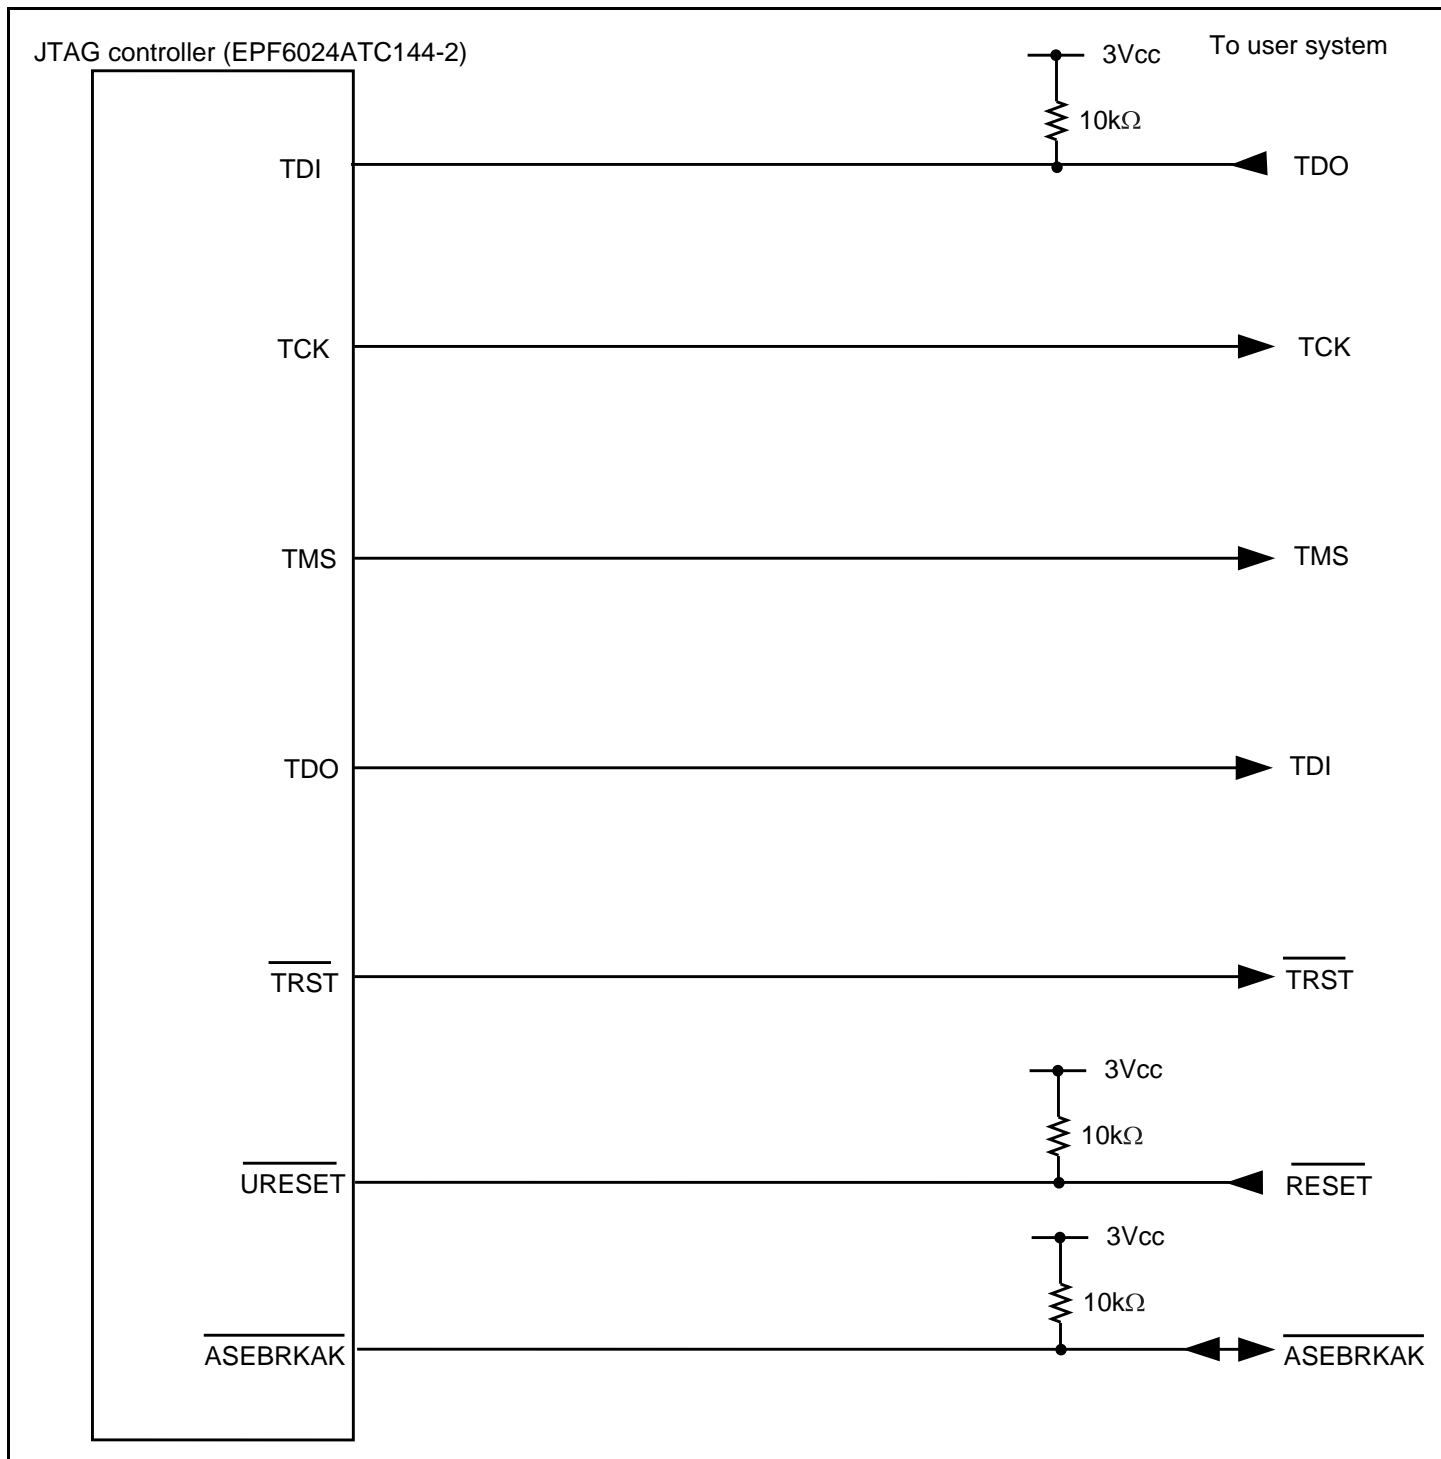 JTAG controller (EPF6024ATC144-2)
3Vcc
To user system
10kΩ
TDI
TDO
TCK
TCK
TMS
TMS
TDO
TDI
TRST
TRST
3Vcc
10kΩ
URESET
RESET
3Vcc
10kΩ
ASEBRKAK
ASEBRKAK